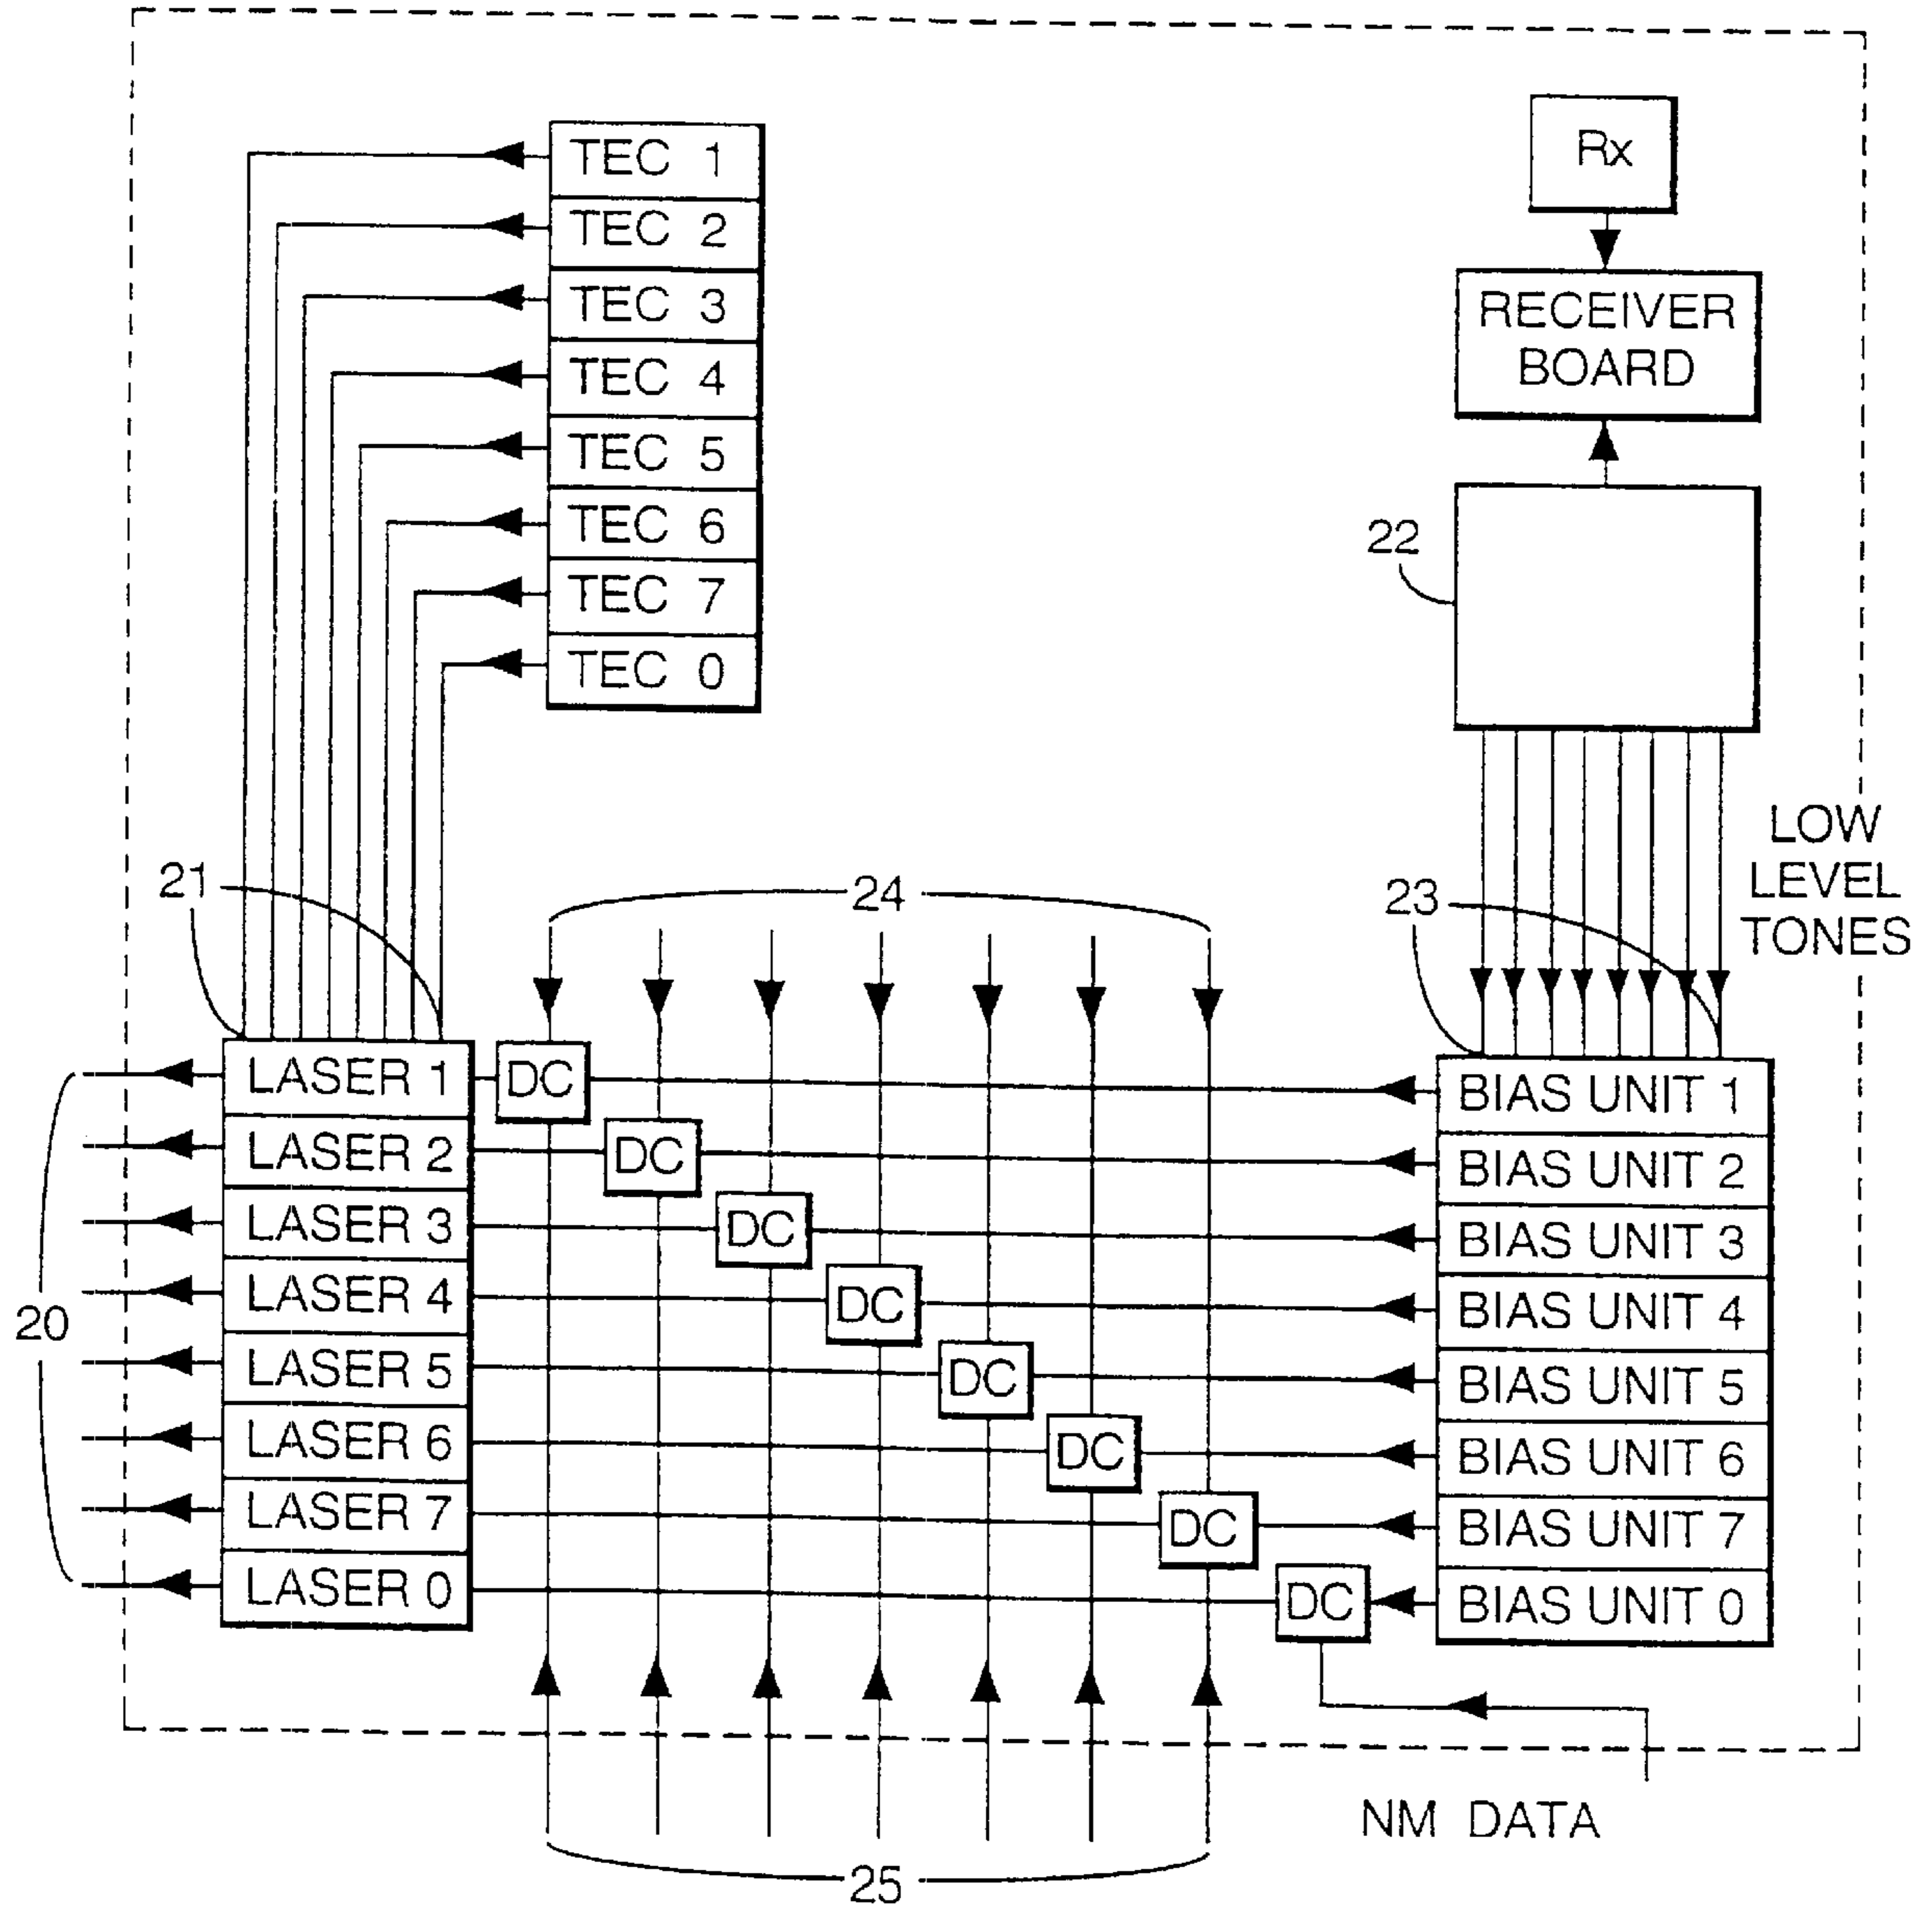 TEC 1
TEC 2
TEC 3
TEC 4
TEC 5
TEC 6
TEC 7
TEC 0
Rx
RECEIVER
BOARD
22
LOW
LEVEL
TONES
21
24
23
LASER 1
DC
BIAS UNIT 1
LASER 2
DC
BIAS UNIT 2
LASER 3
DC
BIAS UNIT 3
LASER 4
DC
BIAS UNIT 4
20
LASER 5
DC
BIAS UNIT 5
LASER 6
DC
BIAS UNIT 6
LASER 7
DC
BIAS UNIT 7
LASER 0
DC
BIAS UNIT 0
NM DATA
25